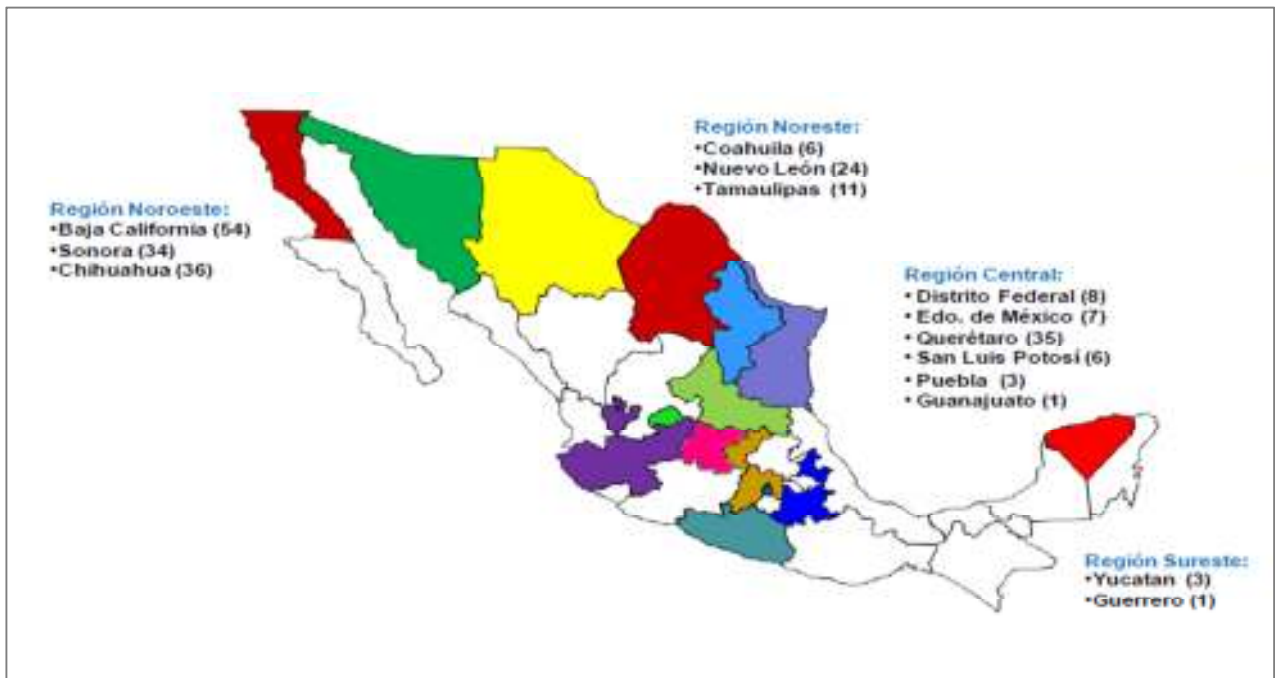 Región Noreste:
•Coahuila (6)
•Nuevo León (24)
•Tamaulipas (11)
Región Noroeste:
•Baja California (54)
•Sonora (34)
•Chihuahua (36)
Región Central:
• Distrito Federal (8)
• Edo. de México (7)
• Querétaro (35)
• San Luis Potosí (6)
• Puebla (3)
• Guanajuato (1)
Región Sureste:
•Yucatan (3)
•Guerrero (1)